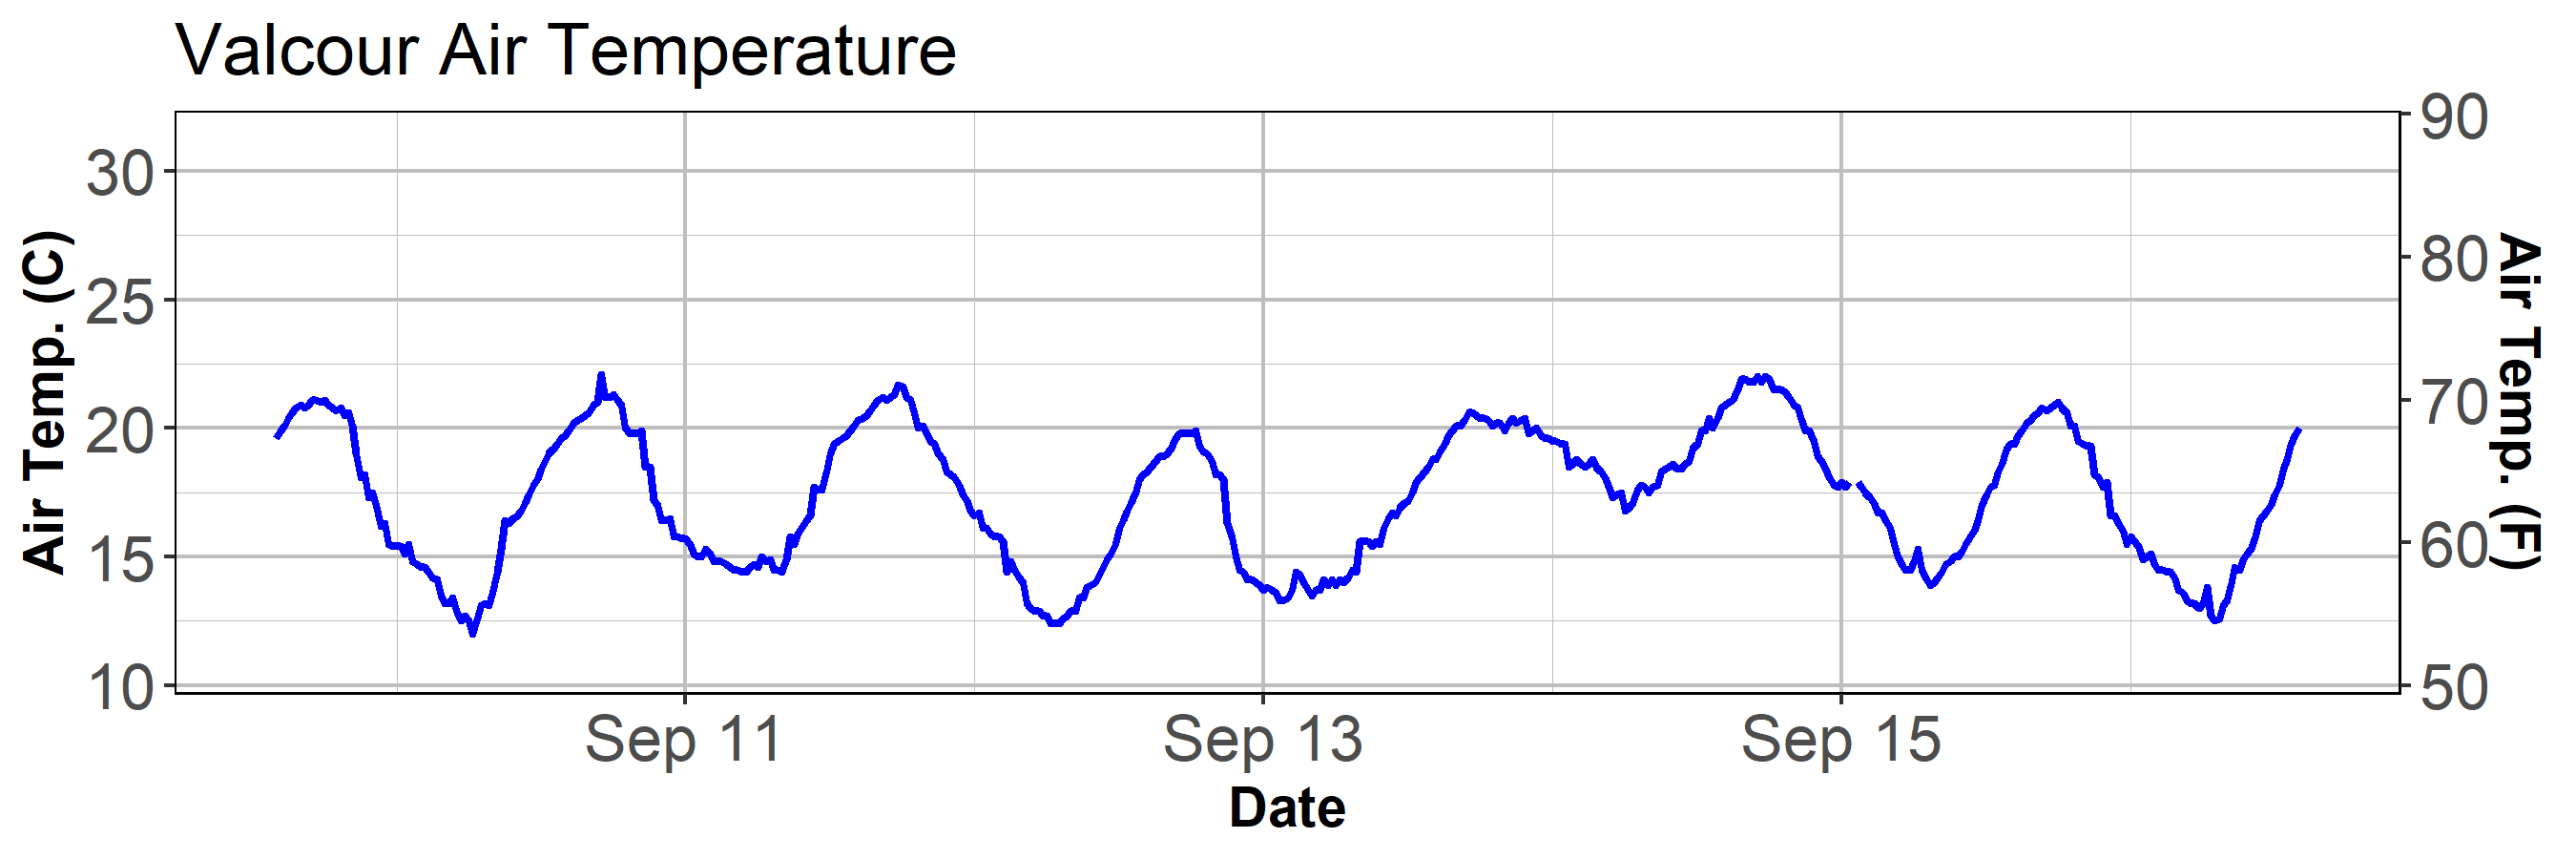 Valcour Air Temperature
Air Temp. (C)
30
25
20
15
10
90
80
70
60
50
Air Temp. (F)
Sep 11
Sep 13
Sep 15
Date